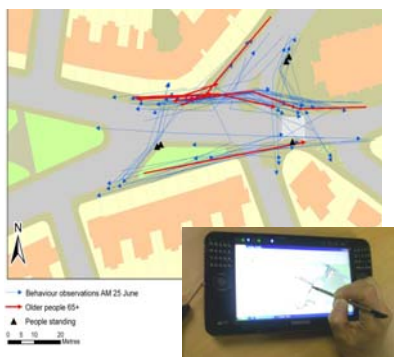 N
Behaviour observations AM 25 June
Older people 65+
People standing
0 5 10 20
Metres